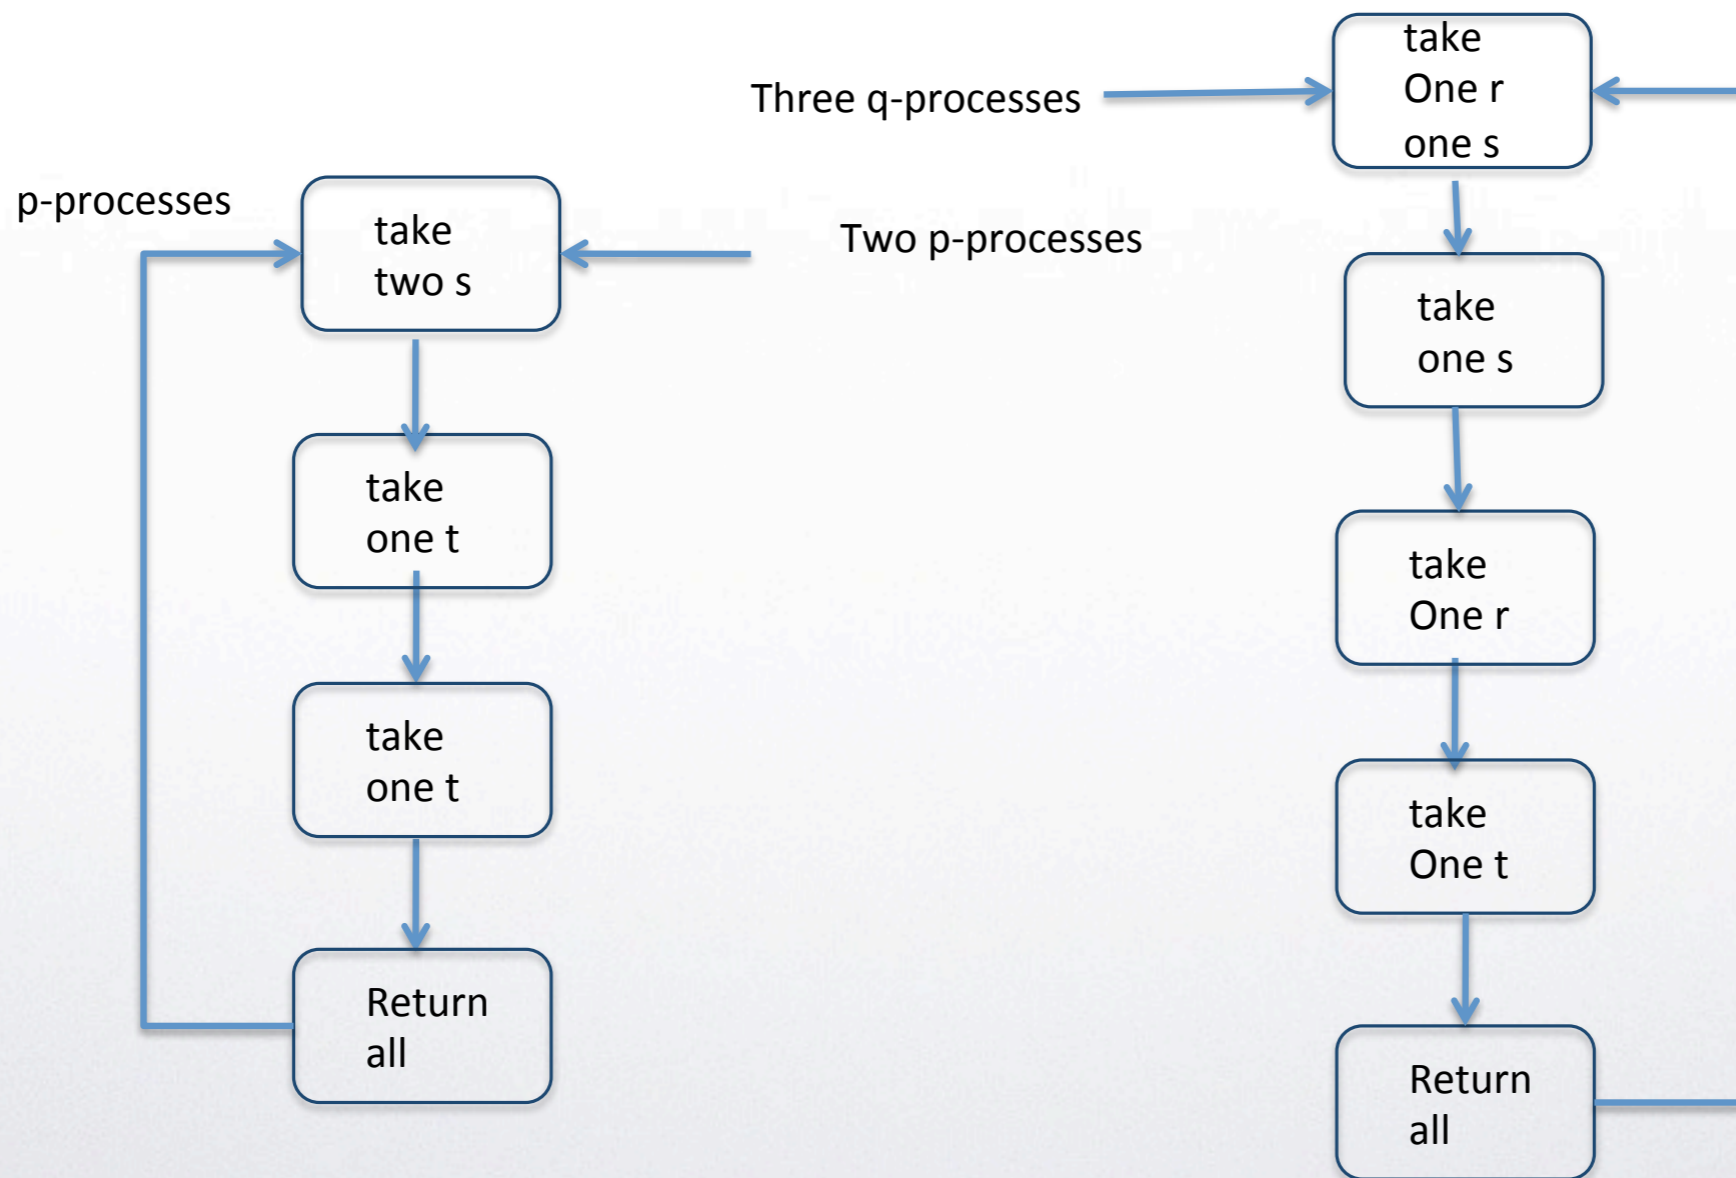 p-processes
take
two s
take
one t
take
one t
Return
all
Two p-processes
Three q-processes
take
One r
one s
take
one s
take
One r
take
One t
Return
all